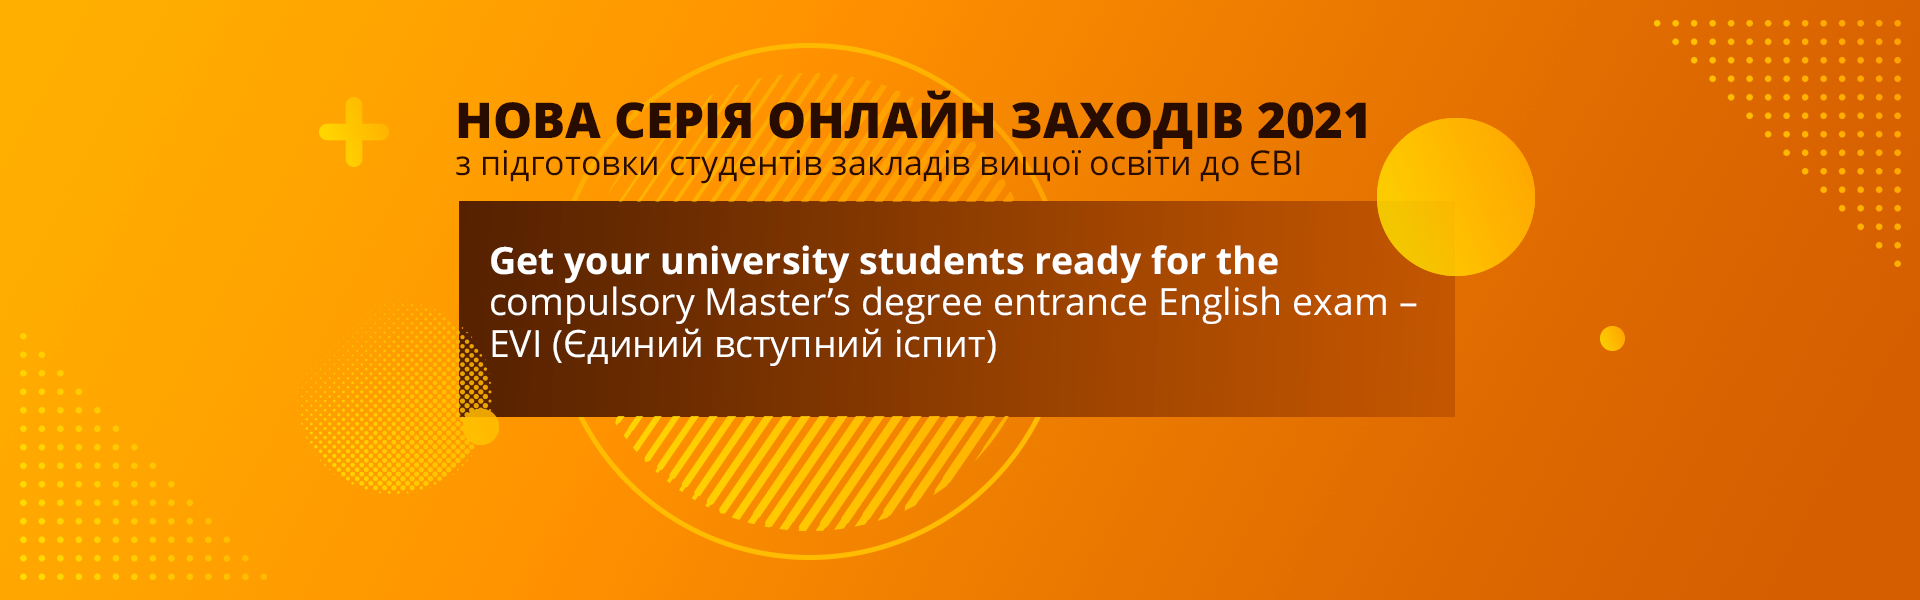 НОВА СЕРІЯ ОНЛАЙН ЗАХОДІВ 2021
з підготовки студентів закладів вищої освіти до ЄВІ
Get your university students ready for the
compulsory Master’s degree entrance English exam –
EVI (Єдиний вступний іспит)